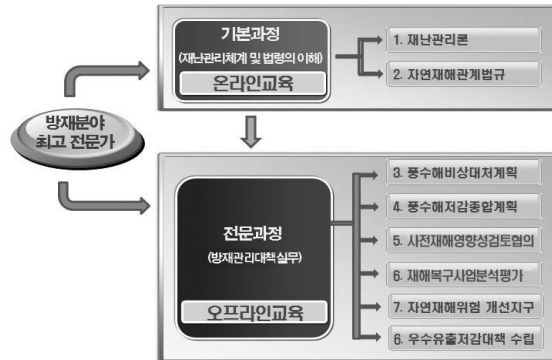 방재분야
최고 전문가
기본과정
(재난관리체계 및 법령의 이해)
온라인교육
1. 재난관리론
2. 자연재해관계법규
전문과정
(방재관리대책실무)
오프라인교육
3. 풍수해비상대처계획
4. 풍수해저감종합계획
5. 사전재해영향성검토협의
6. 재해복구사업분석평가
7. 자연재해위험 개선지구
6. 우수유출저감대책 수립